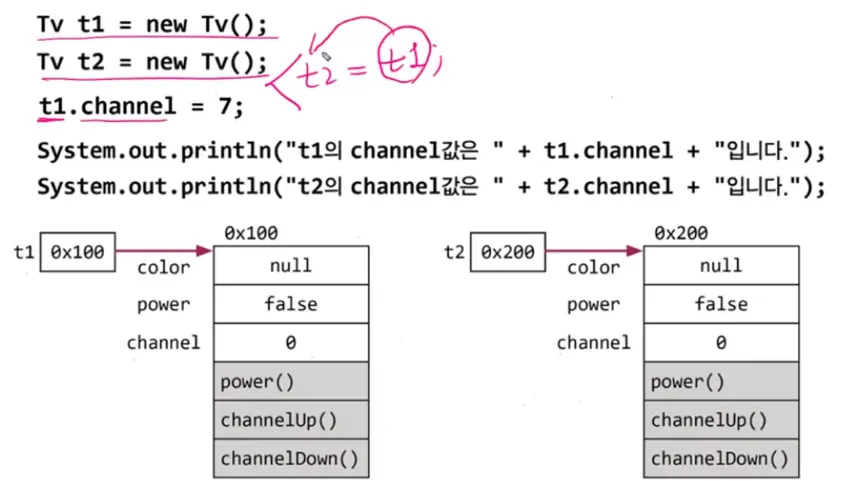 Tv t1 = new Tv();
Tv t2 = new Tv();
t2 = t1;
t1.channel = 7;
System.out.println("t1의 channel값은 " + t1.channel + "입니다.");
System.out.println("t2의 channel값은 " + t2.channel + "입니다.");
0x100
t1 0x100
color null
power false
channel 0
power()
channelUp()
channelDown()
0x200
t2 0x200
color null
power false
channel 0
power()
channelUp()
channelDown()